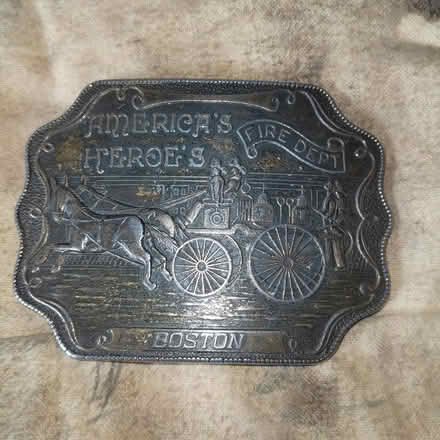 AMERICA'S
HEROE'S
FIRE DEPT
BOSTON